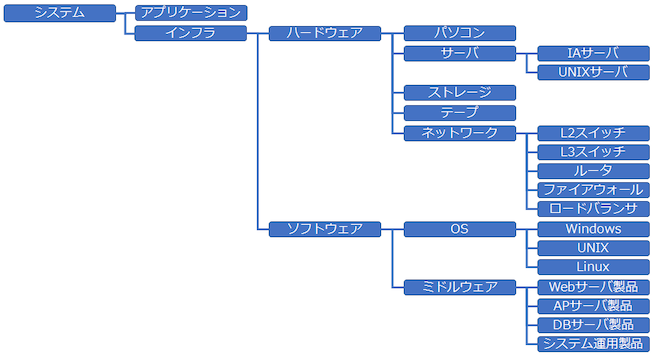 システム
アプリケーション
インフラ
ハードウェア
パソコン
サーバ
IAサーバ
UNIXサーバ
ストレージ
テープ
ネットワーク
L2スイッチ
L3スイッチ
ルータ
ファイアウォール
ロードバランサ
ソフトウェア
OS
Windows
UNIX
Linux
ミドルウェア
Webサーバ製品
APサーバ製品
DBサーバ製品
システム運用製品